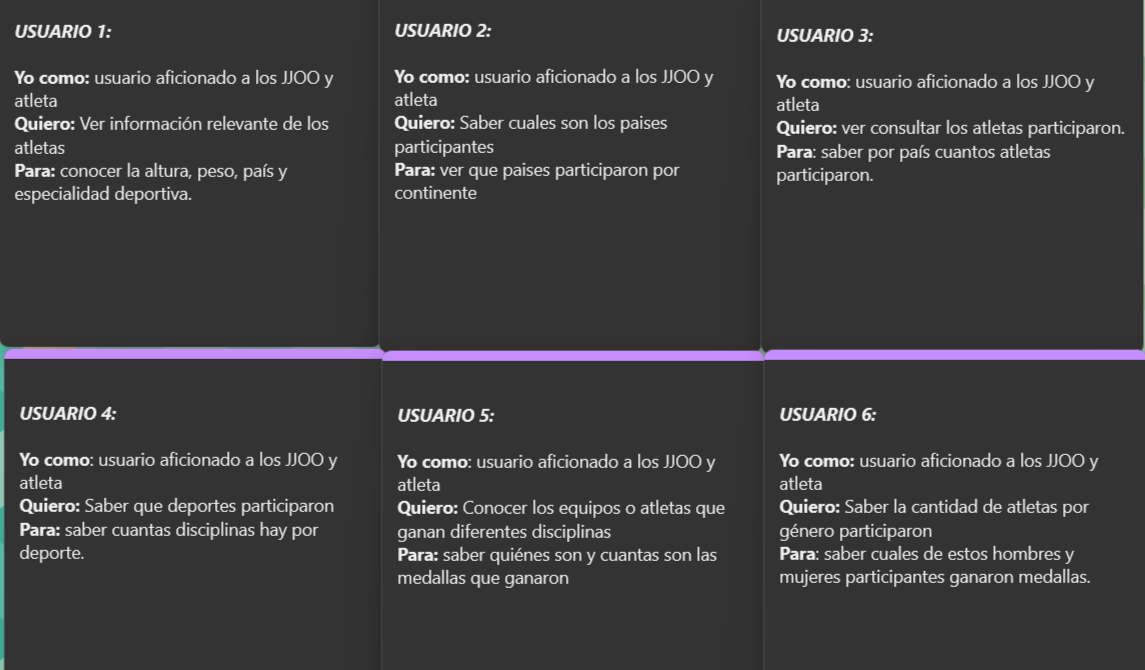 USUARIO 1:
Yo como: usuario aficionado a los JJOO y
atleta
Quiero: Ver información relevante de los
atletas
Para: conocer la altura, peso, país y
especialidad deportiva.
USUARIO 2:
Yo como: usuario aficionado a los JJOO y
atleta
Quiero: Saber cuales son los paises
participantes
Para: ver que paises participaron por
continente
USUARIO 3:
Yo como: usuario aficionado a los JJOO y
atleta
Quiero: ver consultar los atletas participaron.
Para: saber por país cuantos atletas
participaron.
USUARIO 4:
Yo como: usuario aficionado a los JJOO y
atleta
Quiero: Saber que deportes participaron
Para: saber cuantas disciplinas hay por
deporte.
USUARIO 5:
Yo como: usuario aficionado a los JJOO y
atleta
Quiero: Conocer los equipos o atletas que
ganan diferentes disciplinas
Para: saber quiénes son y cuantas son las
medallas que ganaron
USUARIO 6:
Yo como: usuario aficionado a los JJOO y
atleta
Quiero: Saber la cantidad de atletas por
género participaron
Para: saber cuales de estos hombres y
mujeres participantes ganaron medallas.